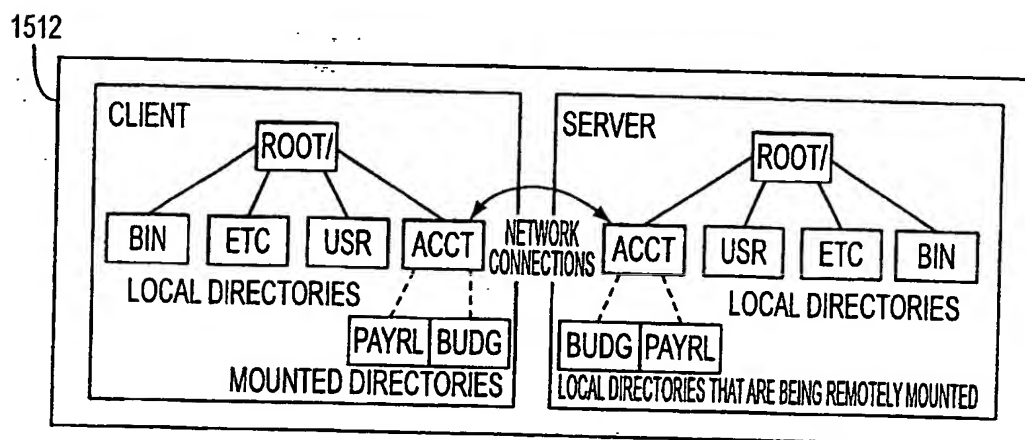 1512
CLIENT
ROOT/
BIN
ETC
USR
ACCT
LOCAL DIRECTORIES
PAYRL
BUDG
MOUNTED DIRECTORIES
NETWORK
CONNECTIONS
SERVER
ROOT/
ACCT
USR
ETC
BIN
LOCAL DIRECTORIES
BUDG
PAYRL
LOCAL DIRECTORIES THAT ARE BEING REMOTELY MOUNTED